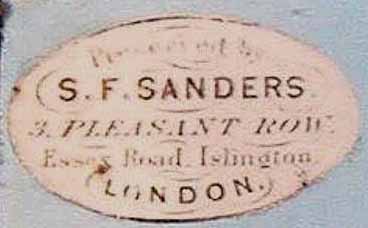 Preserved by
S. F. SANDERS.
3. PLEASANT ROW.
Essex Road. Islington.
LONDON.